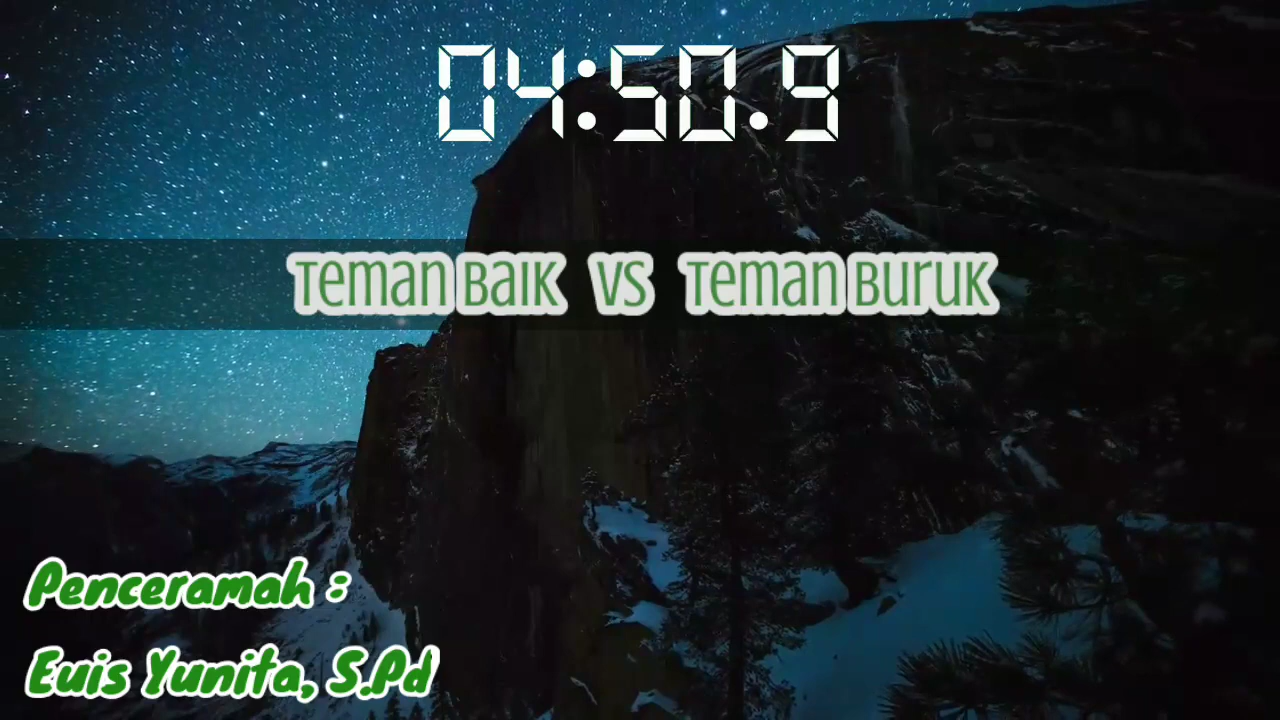 04:50.9
Teman Baik vs Teman Buruk
Penceramah :
Euis Yunita, S.Pd